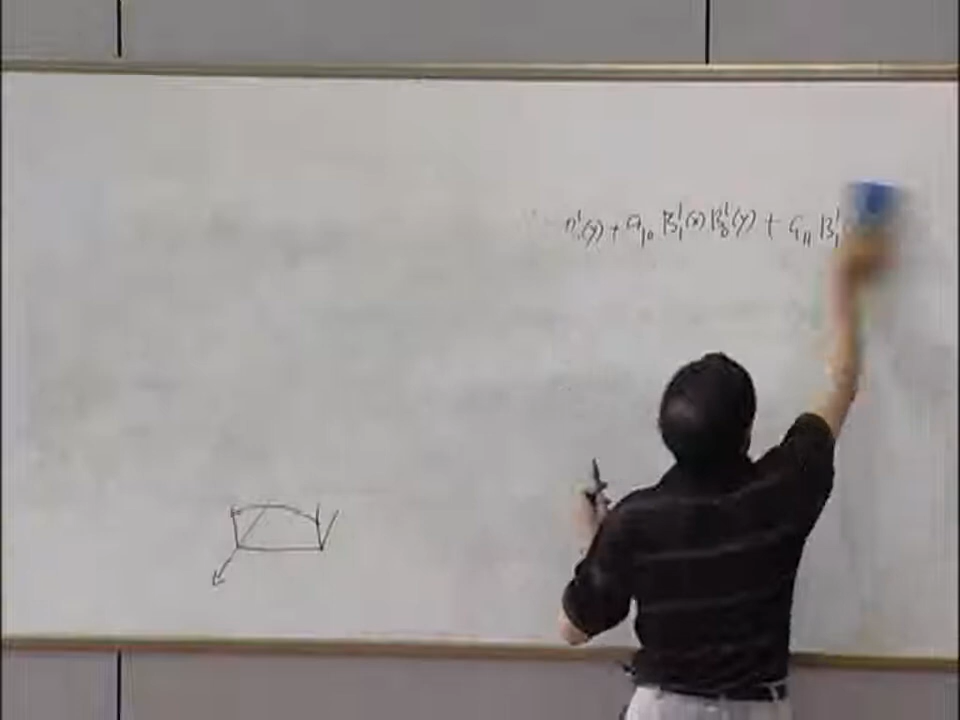 (y) + a₁₀ B₁¹(x) B₀¹(y) + a₁₁ B₁¹